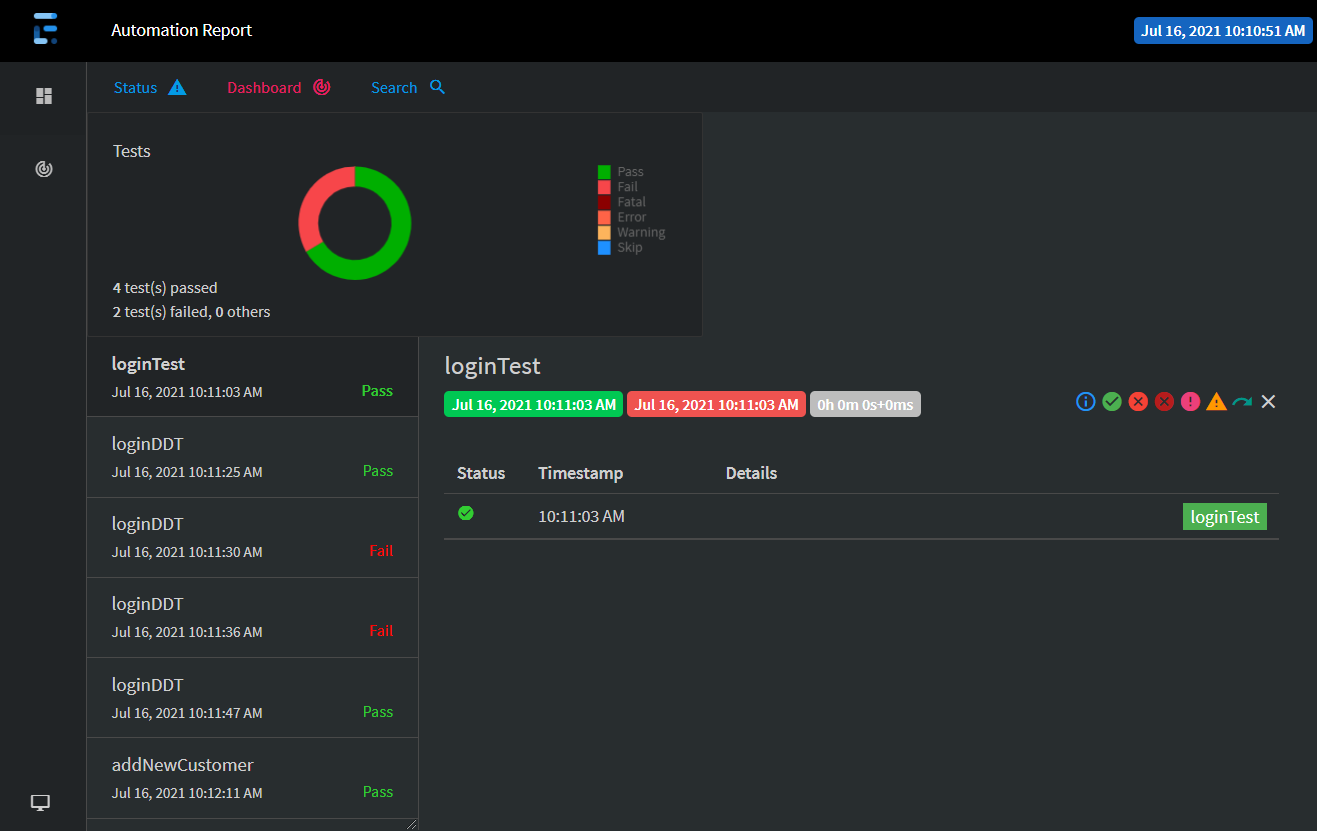 Automation Report
Jul 16, 2021 10:10:51 AM
Status
Dashboard
Search
Tests
Pass
Fail
Fatal
Error
Warning
Skip
4 test(s) passed
2 test(s) failed, 0 others
loginTest
Jul 16, 2021 10:11:03 AM Pass
loginDDT
Jul 16, 2021 10:11:25 AM Pass
loginDDT
Jul 16, 2021 10:11:30 AM Fail
loginDDT
Jul 16, 2021 10:11:36 AM Fail
loginDDT
Jul 16, 2021 10:11:47 AM Pass
addNewCustomer
Jul 16, 2021 10:12:11 AM Pass
loginTest
Jul 16, 2021 10:11:03 AM Jul 16, 2021 10:11:03 AM 0h 0m 0s+0ms
Status Timestamp Details
10:11:03 AM loginTest